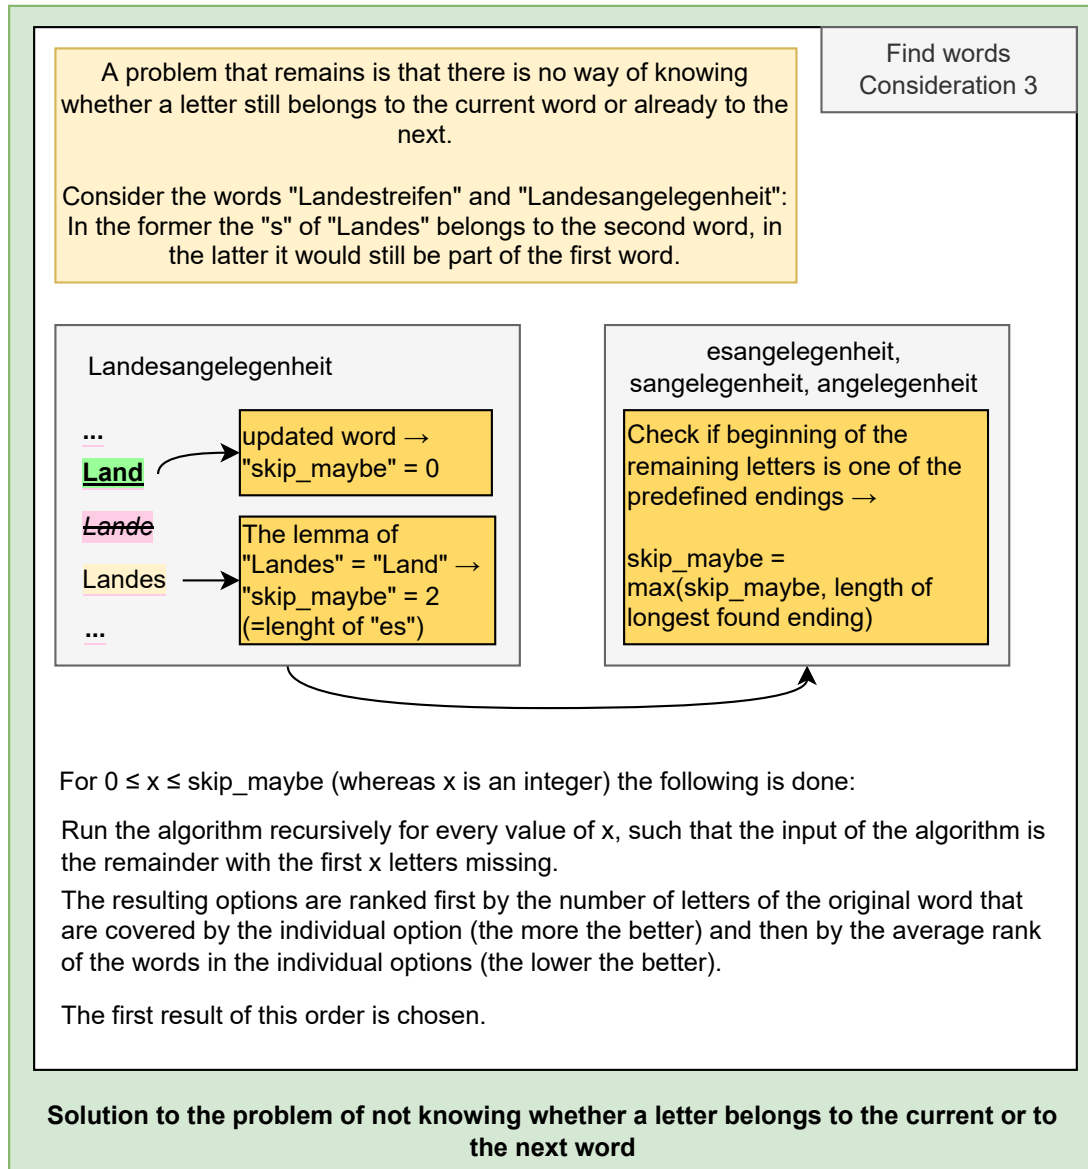 Find words
Consideration 3
A problem that remains is that there is no way of knowing
whether a letter still belongs to the current word or already to the
next.
Consider the words "Landestreifen" and "Landesangelegenheit":
In the former the "s" of "Landes" belongs to the second word, in
the latter it would still be part of the first word.
Landesangelegenheit
...
Land
Lande
Landes
...
updated word →
"skip_maybe" = 0
The lemma of
"Landes" = "Land" →
"skip_maybe" = 2
(=lenght of "es")
esangelegenheit,
sangelegenheit, angelegenheit
Check if beginning of the
remaining letters is one of the
predefined endings →
skip_maybe =
max(skip_maybe, length of
longest found ending)
For 0 ≤ x ≤ skip_maybe (whereas x is an integer) the following is done:
Run the algorithm recursively for every value of x, such that the input of the algorithm is
the remainder with the first x letters missing.
The resulting options are ranked first by the number of letters of the original word that
are covered by the individual option (the more the better) and then by the average rank
of the words in the individual options (the lower the better).
The first result of this order is chosen.
Solution to the problem of not knowing whether a letter belongs to the current or to
the next word